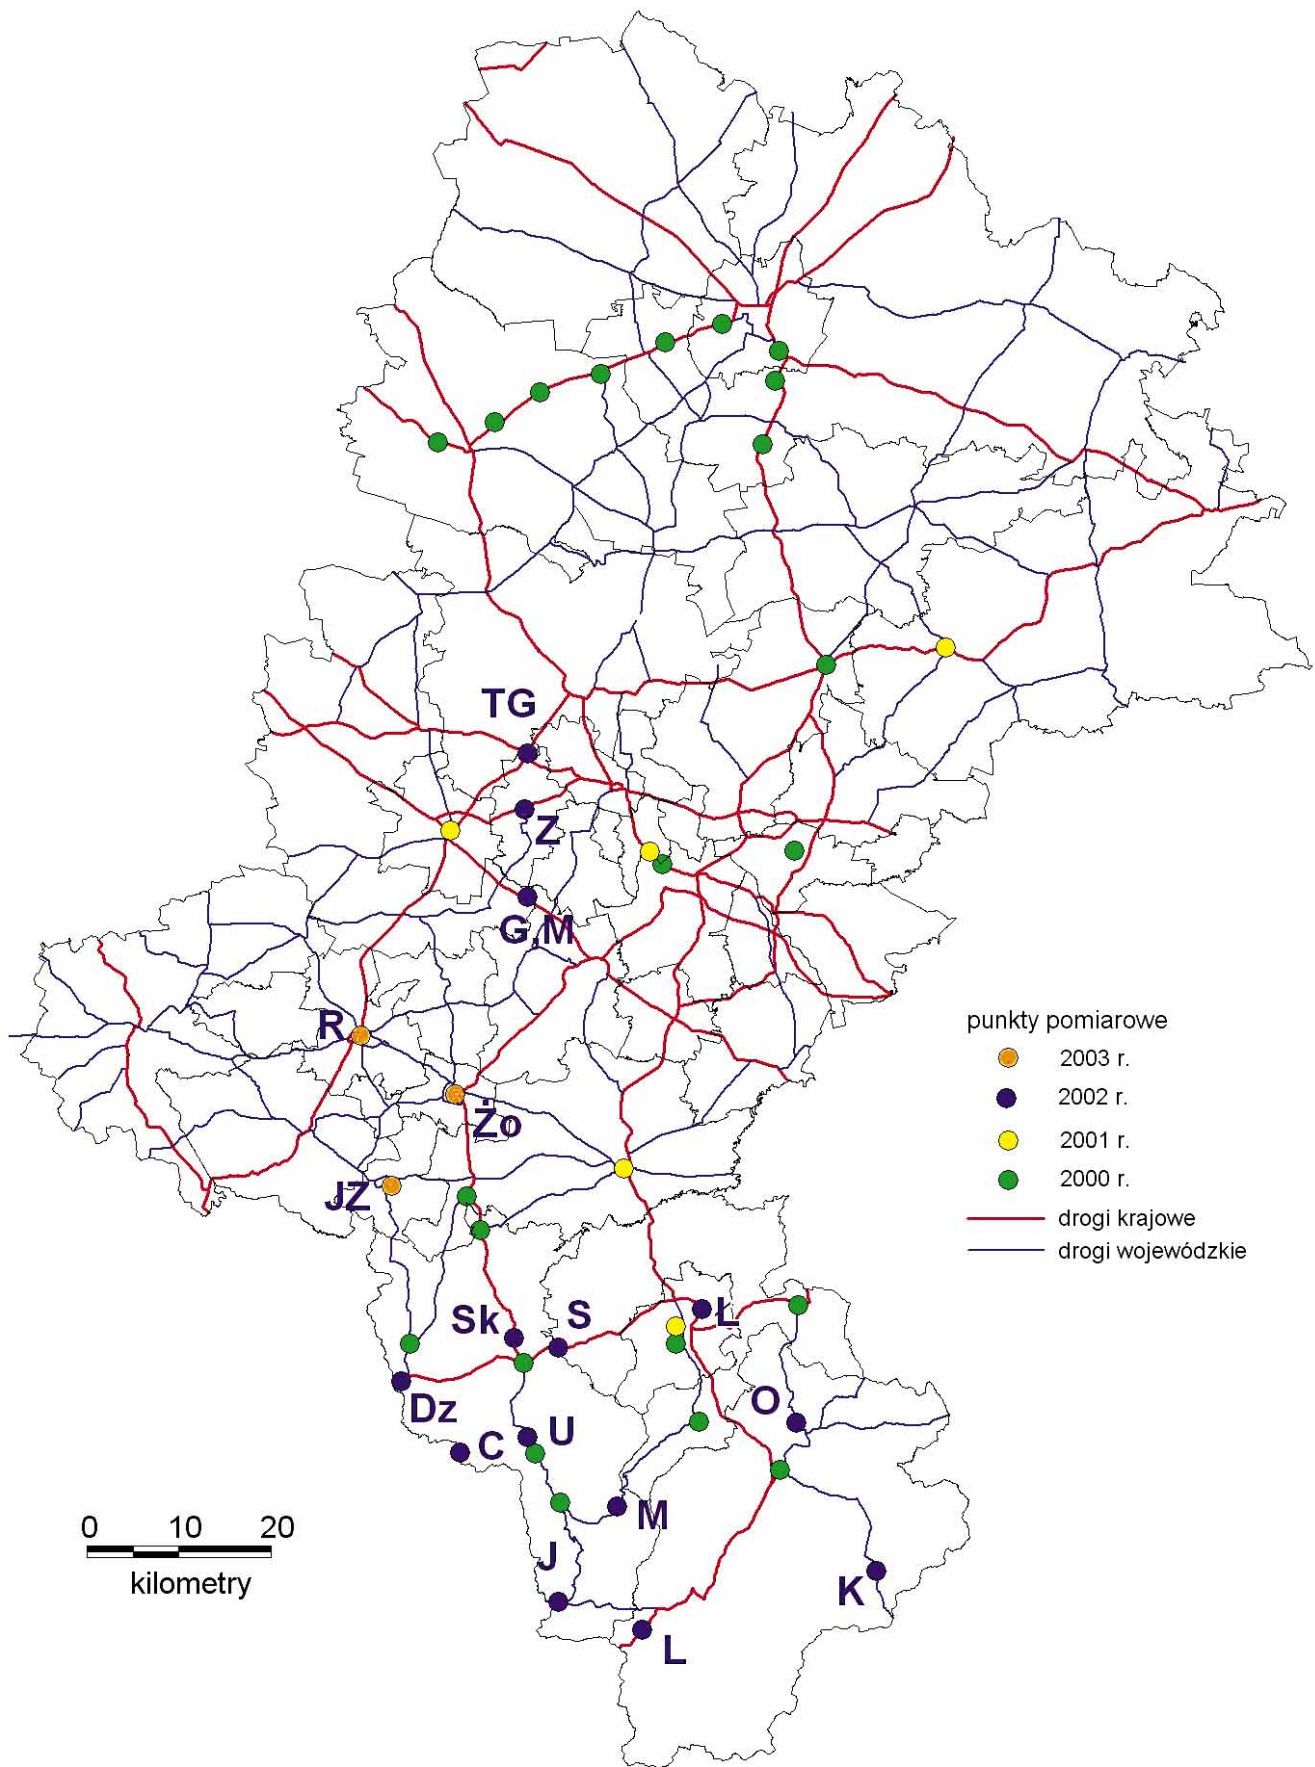 TG
Z
G,M
R
punkty pomiarowe
2003 r.
2002 r.
Żo
2001 r.
2000 r.
JZ
drogi krajowe
drogi wojewódzkie
Sk
S
Ł
Dz
O
U
C
M
0 10 20
kilometry
J
K
L